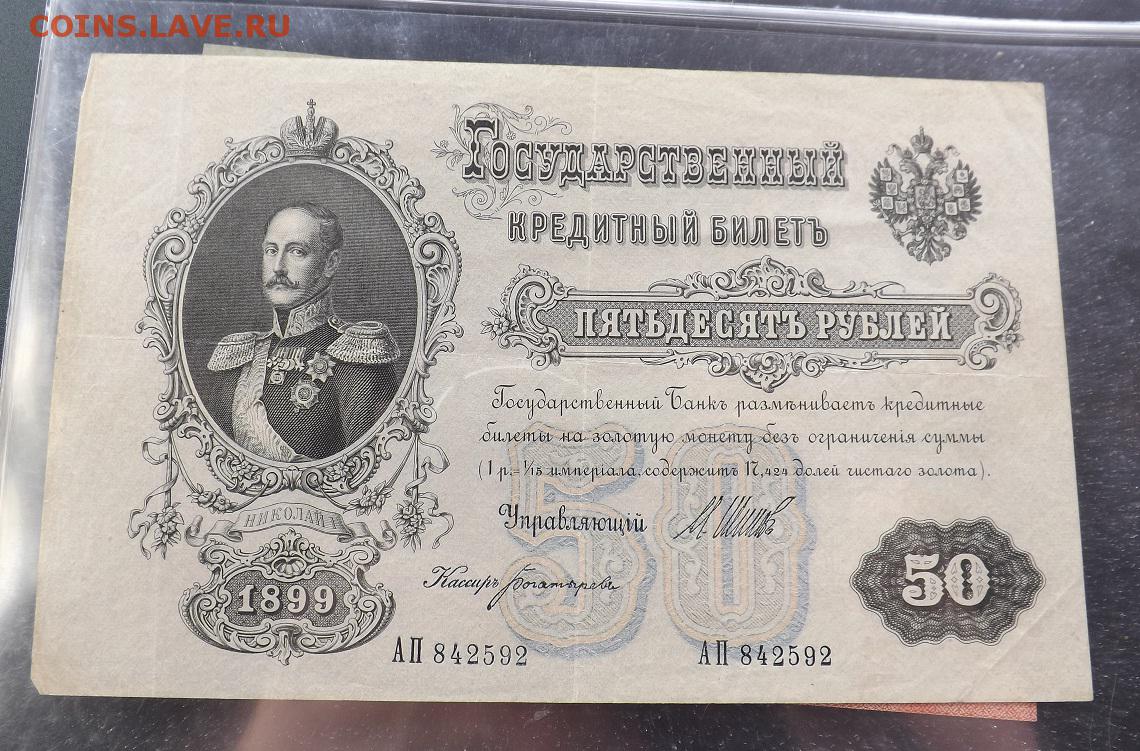 COINS.LAVE.RU
ГОСУДАРСТВЕННЫЙ
КРЕДИТНЫЙ БИЛЕТЪ
ПЯТЬДЕСЯТЪ РУБЛЕЙ
Государственный Банкъ размѣниваетъ кредитные
билеты на золотую монету безъ ограниченія суммы
(1 р.= 1/15 имперіала, содержитъ 17,424 долей чистаго золота).
50
Управляющій
НИКОЛАЙ I
50
Кассиръ Богатыревъ
1899
АП 842592 АП 842592